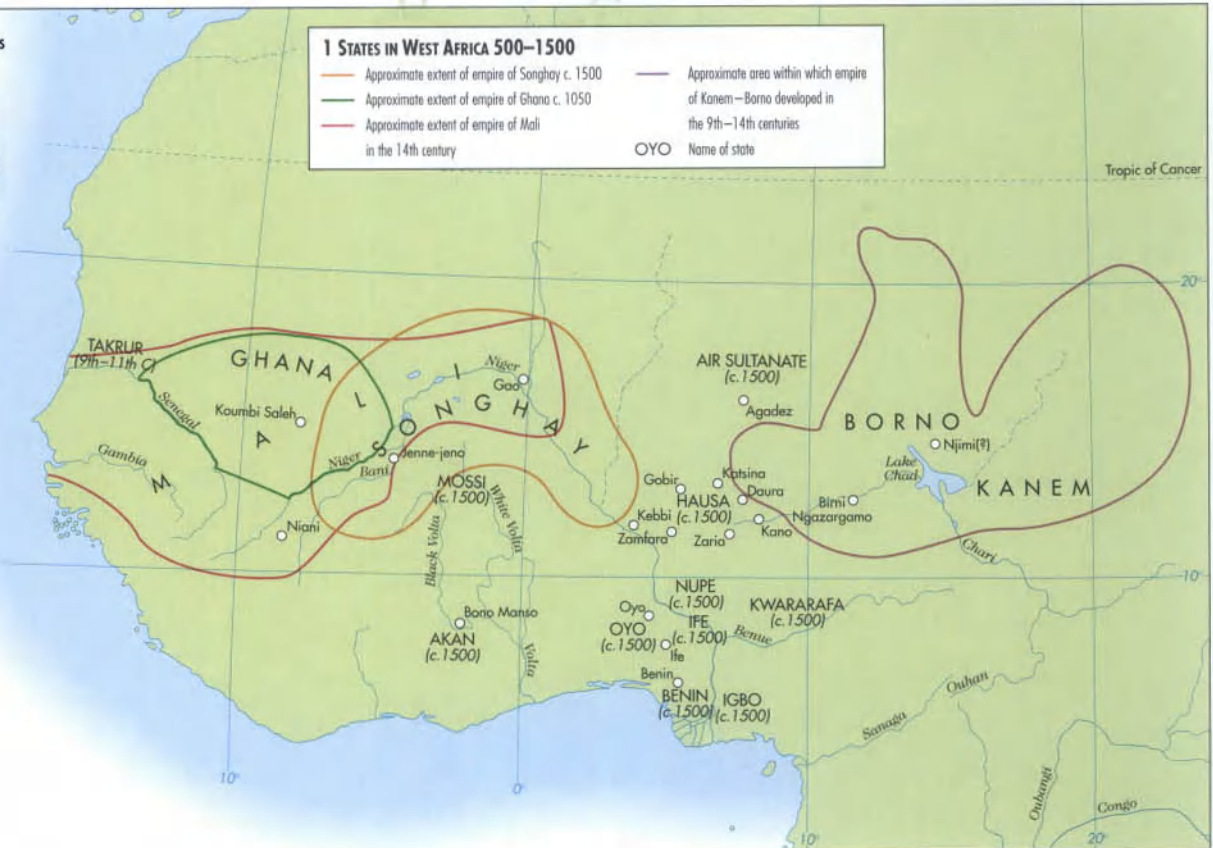 s
1 STATES IN WEST AFRICA 500–1500
Approximate extent of empire of Songhay c. 1500
Approximate extent of empire of Ghana c. 1050
Approximate extent of empire of Mali
in the 14th century
Approximate area within which empire
of Kanem–Borno developed in
the 9th–14th centuries
OYO Name of state
Tropic of Cancer
20°
TAKRUR
(9th–11th C)
GHANA
MALI
SONGHAY
Niger
Gao
Koumbi Saleh
Senegal
Gambia
Niger
Bani
Jenne-jeno
Niani
MOSSI
(c.1500)
Black Volta
White Volta
Bono Manso
AKAN
(c.1500)
Volta
AIR SULTANATE
(c.1500)
Agadez
BORNO
Njimi(?)
Lake
Chad
KANEM
Gobir
Katsina
HAUSA
(c.1500)
Daura
Birni
Ngazargamo
Kebbi
Zamfara
Zaria
Kano
Chari
10°
NUPE
(c.1500)
KWARARAFA
(c.1500)
Oyo
OYO
(c.1500)
IFE
(c.1500)
Ife
Benue
Benin
BENIN
(c.1500)
IGBO
(c.1500)
Ouhan
Sanaga
Oubangi
Congo
10°
0°
10°
20°